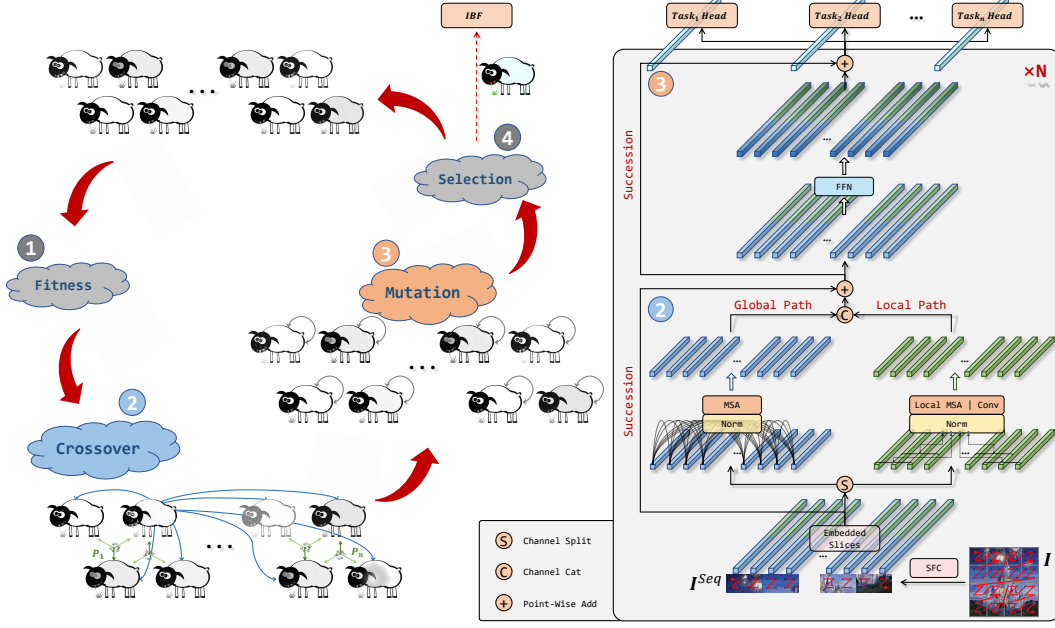 IBF
4
Selection
1
Fitness
3
Mutation
2
Crossover
P₁
Pₙ
Task₁ Head
Task₂ Head
...
Taskₙ Head
×N
3
Succession
FFN
2
Global Path
Local Path
C
Succession
MSA
Norm
Local MSA | Conv
Norm
S
Embedded
Slices
I^Seq
SFC
I
S Channel Split
C Channel Cat
+ Point-Wise Add